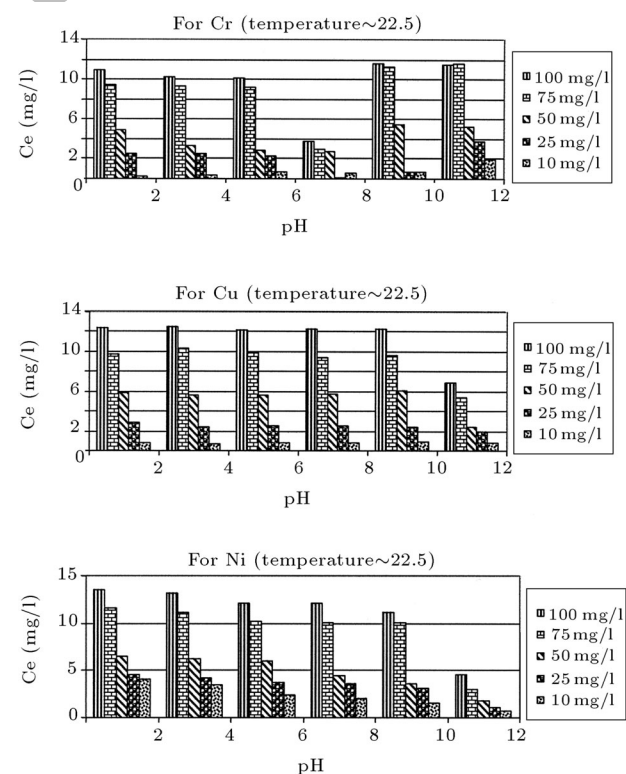 For Cr (temperature~22.5)
14
10
6
2
0
Ce (mg/l)
2 4 6 8 10 12
pH
100 mg/l
75 mg/l
50 mg/l
25 mg/l
10 mg/l
For Cu (temperature~22.5)
14
10
6
2
0
Ce (mg/l)
2 4 6 8 10 12
pH
100 mg/l
75 mg/l
50 mg/l
25 mg/l
10 mg/l
For Ni (temperature~22.5)
15
10
5
0
Ce (mg/l)
2 4 6 8 10 12
pH
100 mg/l
75 mg/l
50 mg/l
25 mg/l
10 mg/l